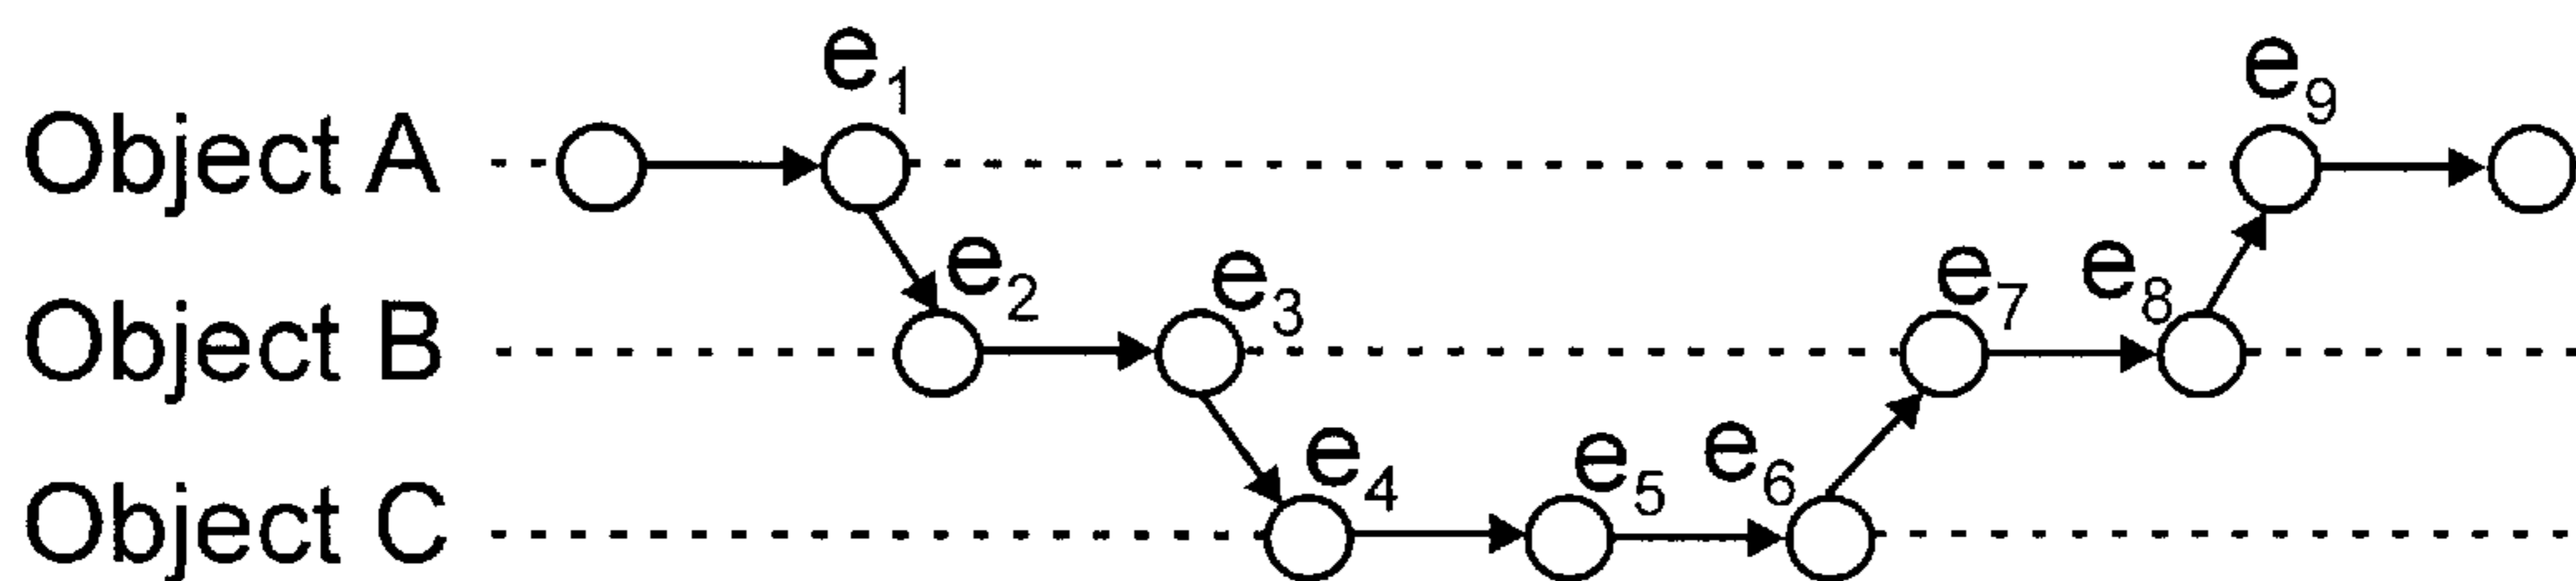 e₁ e₉
Object A
e₂ e₃ e₇ e₈
Object B
e₄ e₅ e₆
Object C